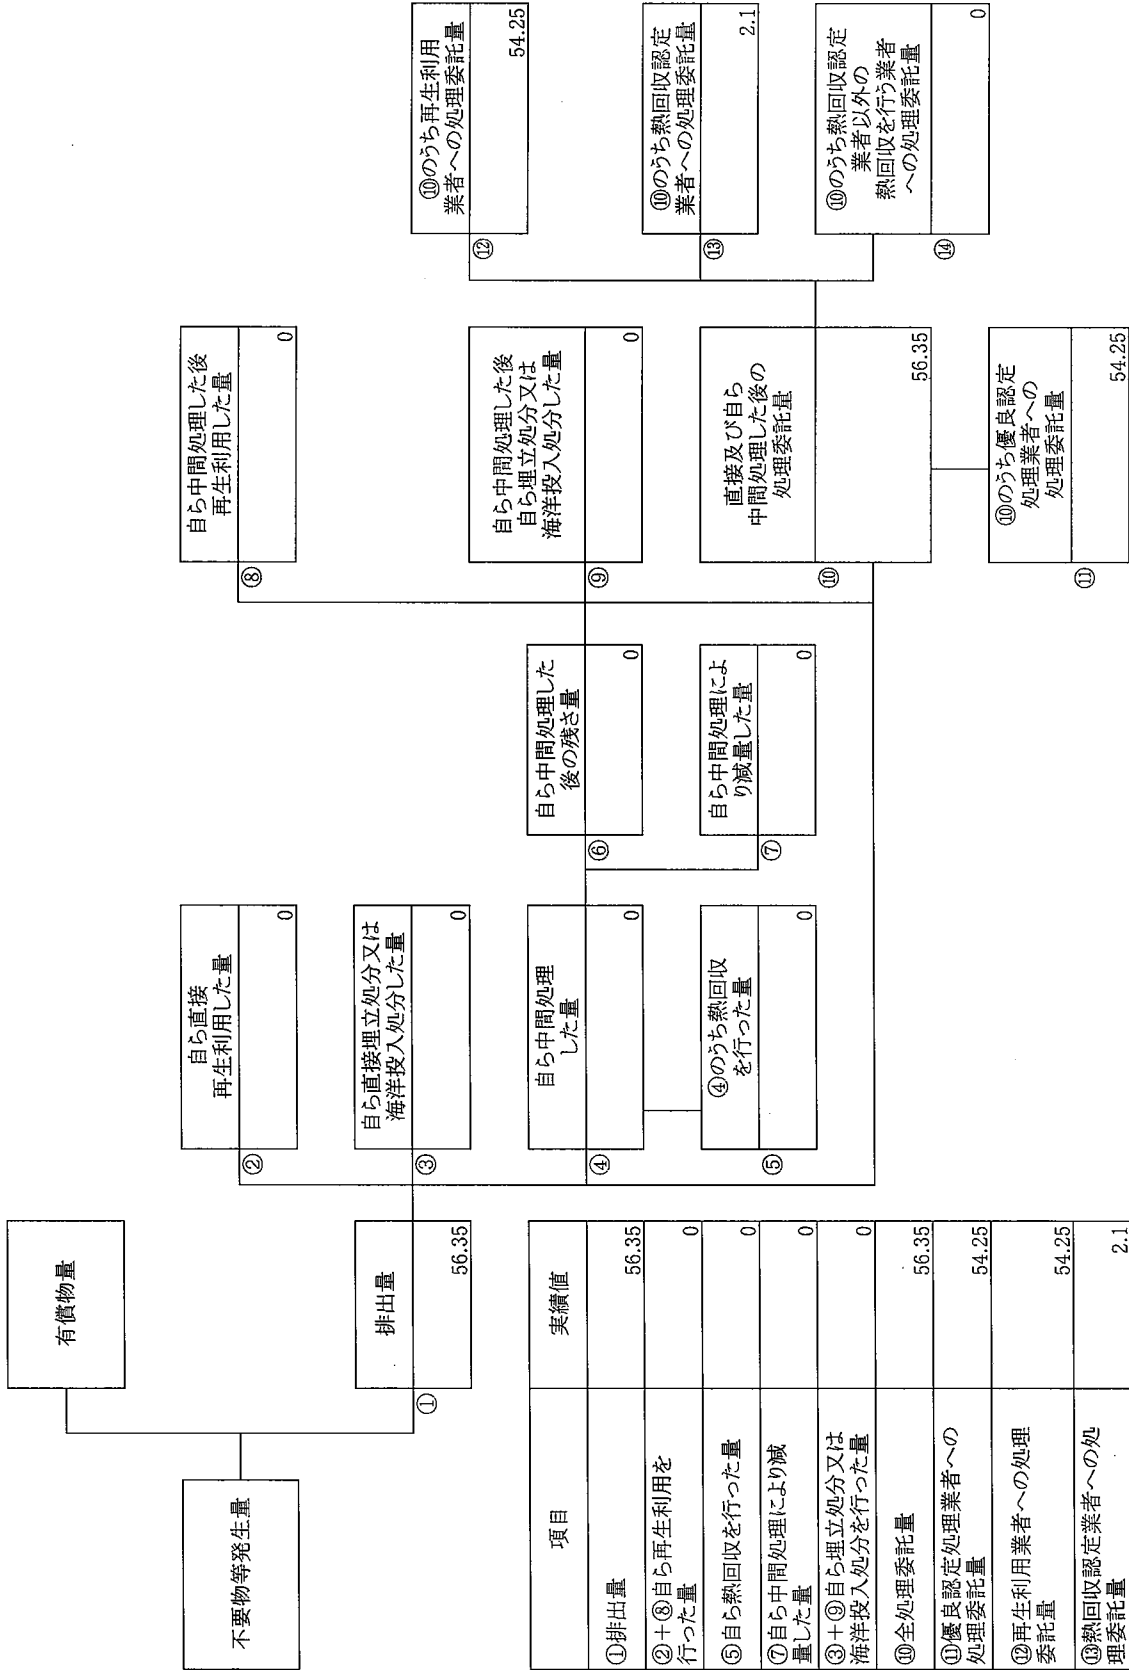 有償物量
不要物等発生量
排出量
①
56.35
自ら直接
再生利用した量
②
0
自ら直接埋立処分又は
海洋投入処分した量
③
0
自ら中間処理
した量
④
0
④のうち熱回収
を行った量
⑤
0
自ら中間処理した
後の残さ量
⑥
0
自ら中間処理によ
り減量した量
⑦
0
自ら中間処理した後
再生利用した量
⑧
0
自ら中間処理した後
自ら埋立処分又は
海洋投入処分した量
⑨
0
直接及び自ら
中間処理した後の
処理委託量
⑩
56.35
⑩のうち優良認定
処理業者への
処理委託量
⑪
54.25
⑩のうち再生利用
業者への処理委託量
⑫
54.25
⑩のうち熱回収認定
業者への処理委託量
⑬
2.1
⑩のうち熱回収認定
業者以外の
熱回収を行う業者
への処理委託量
⑭
0
項目 実績値
①排出量 56.35
②+⑧自ら再生利用を
行った量 0
⑤自ら熱回収を行った量 0
⑦自ら中間処理により減
量した量 0
③+⑨自ら埋立処分又は
海洋投入処分を行った量 0
⑩全処理委託量 56.35
⑪優良認定処理業者への
処理委託量 54.25
⑫再生利用業者への処理
委託量 54.25
⑬熱回収認定業者への処
理委託量 2.1